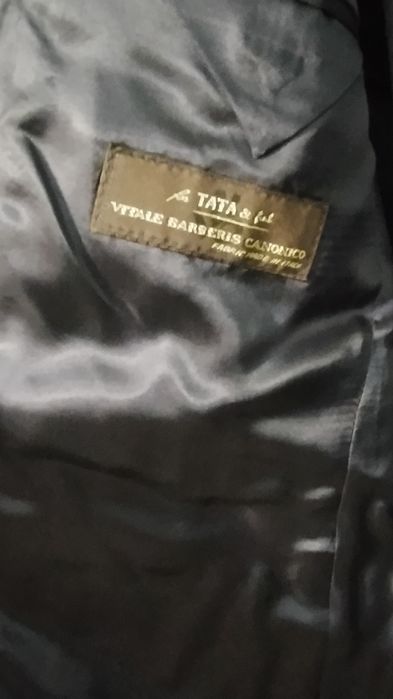 TATA &
VITALE BARBERIS CANONICO
FABRIC MADE IN ITALY